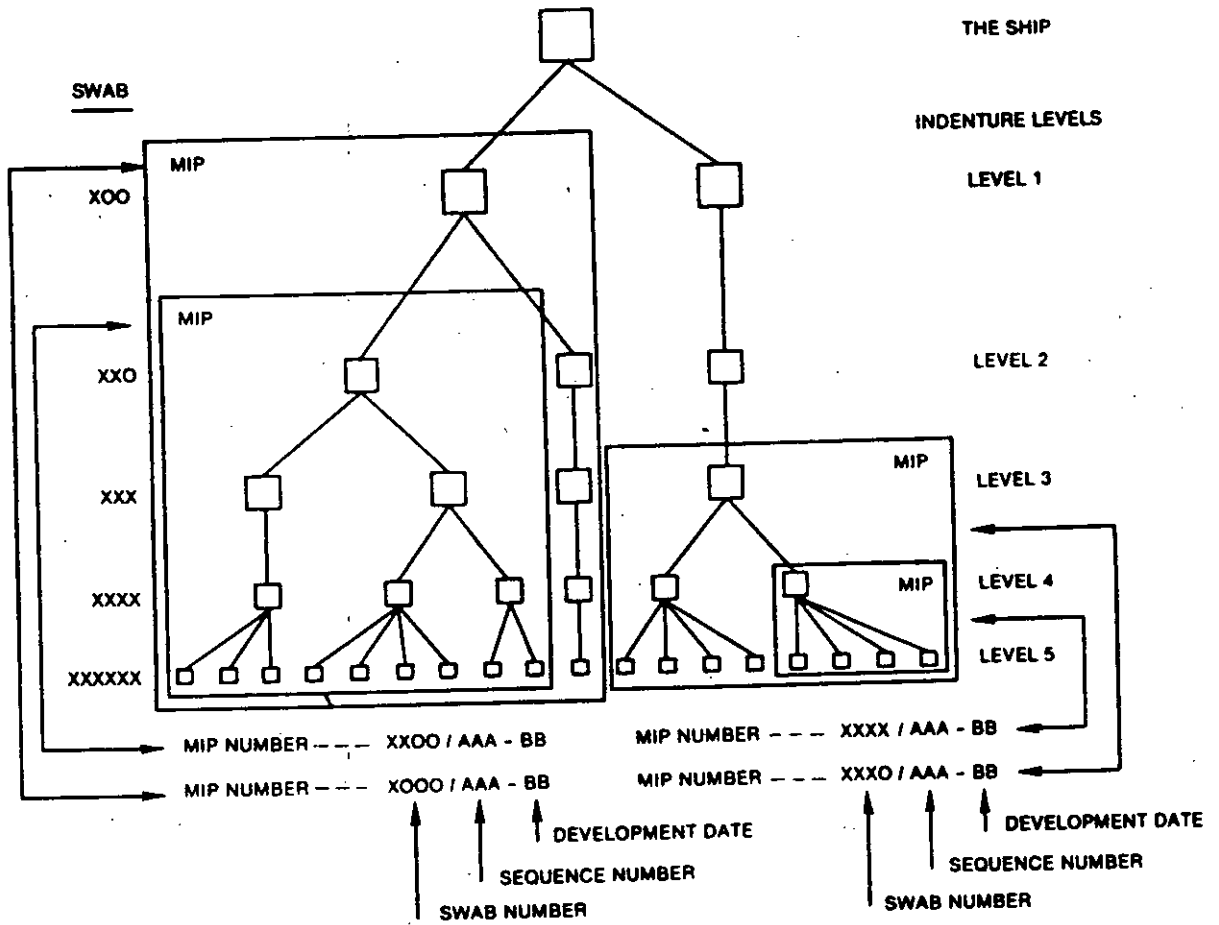 THE SHIP
SWAB
INDENTURE LEVELS
MIP
XOO
LEVEL 1
MIP
XXO
LEVEL 2
MIP
XXX
LEVEL 3
MIP
XXXX
LEVEL 4
XXXXXX
LEVEL 5
MIP NUMBER --- XXOO / AAA - BB
MIP NUMBER --- XXXX / AAA - BB
MIP NUMBER --- XOOO / AAA - BB
MIP NUMBER --- XXXO / AAA - BB
DEVELOPMENT DATE
DEVELOPMENT DATE
SEQUENCE NUMBER
SEQUENCE NUMBER
SWAB NUMBER
SWAB NUMBER